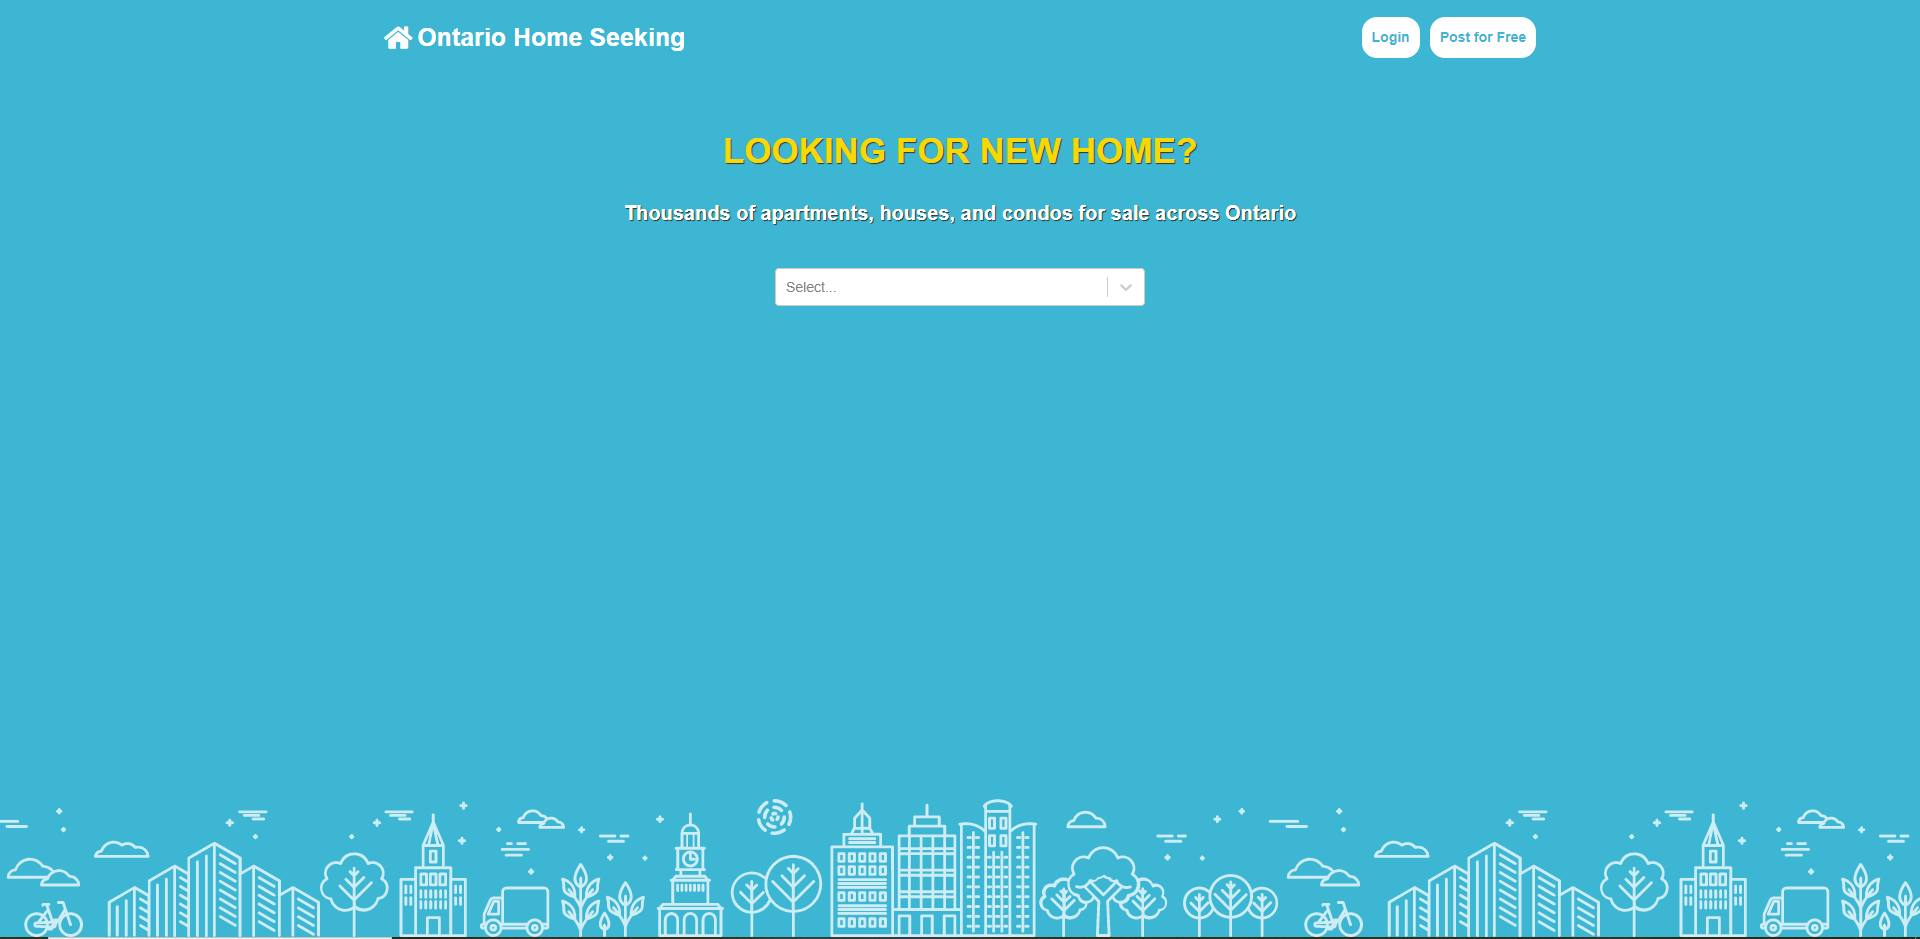 Ontario Home Seeking
Login
Post for Free
LOOKING FOR NEW HOME?
Thousands of apartments, houses, and condos for sale across Ontario
Select...